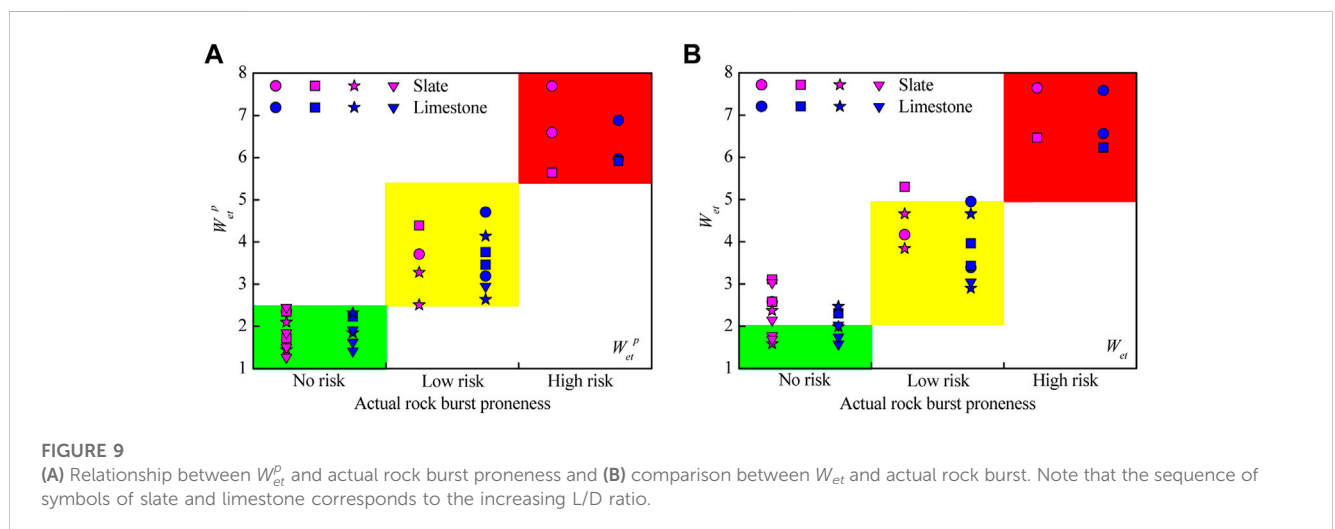 A
B
8
7
6
5
4
3
2
1
W_et^p
Slate
Limestone
W_et^p
No risk
Low risk
High risk
Actual rock burst proneness
8
7
6
5
4
3
2
1
W_et
Slate
Limestone
W_et
No risk
Low risk
High risk
Actual rock burst proneness
FIGURE 9
(A) Relationship between W_et^p and actual rock burst proneness and (B) comparison between W_et and actual rock burst. Note that the sequence of
symbols of slate and limestone corresponds to the increasing L/D ratio.